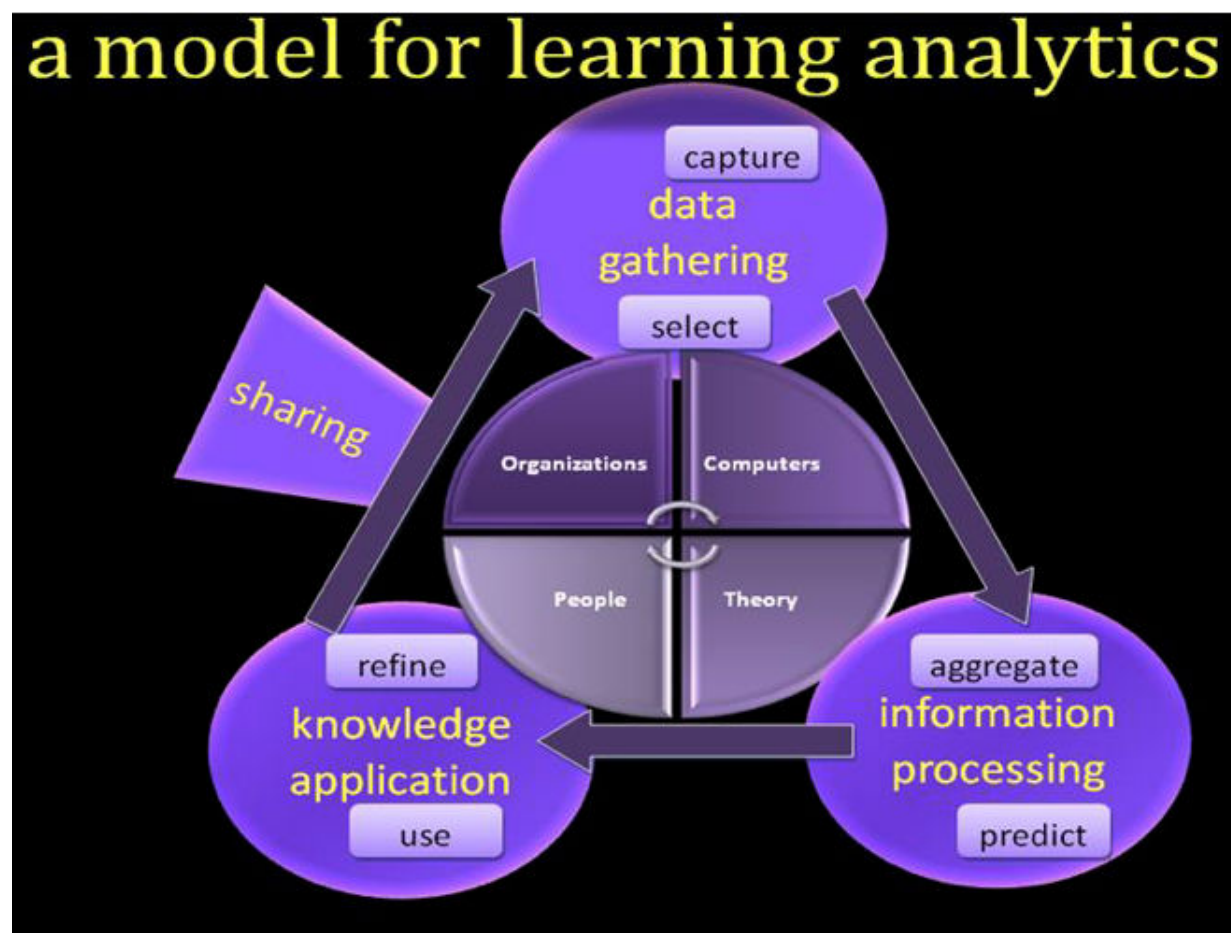 a model for learning analytics
capture
data
gathering
select
sharing
Organizations
Computers
People
Theory
refine
knowledge
application
use
aggregate
information
processing
predict